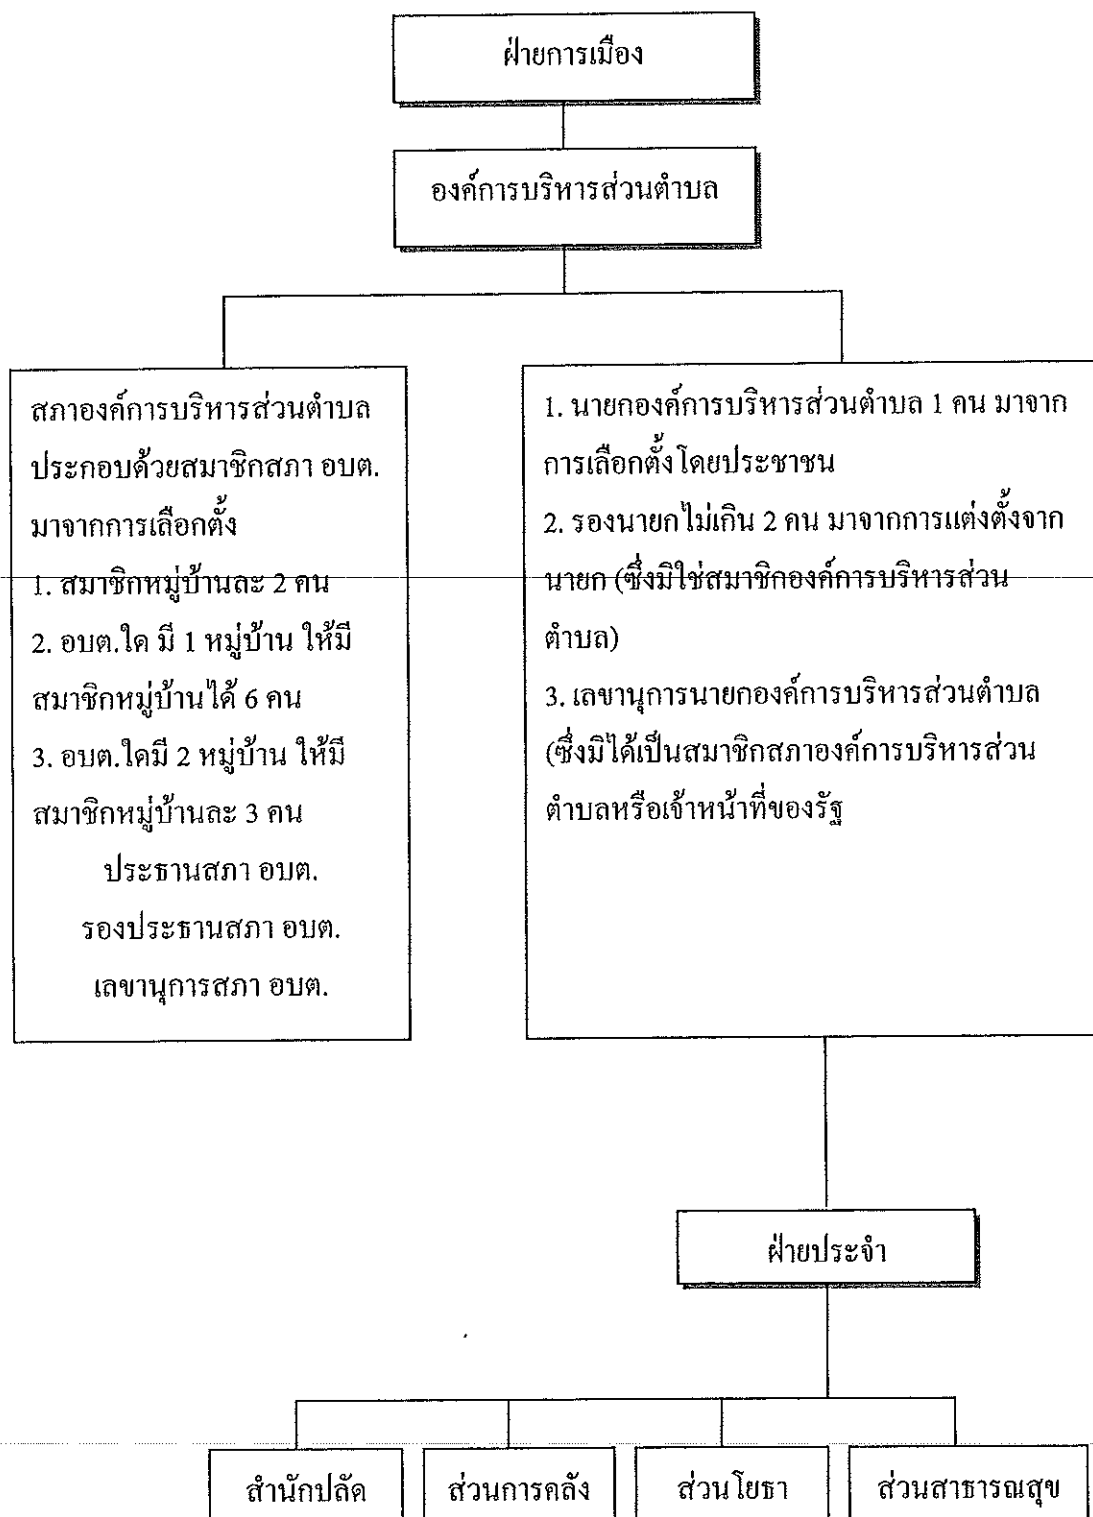 ฝ่ายการเมือง
องค์การบริหารส่วนตำบล
สภาองค์การบริหารส่วนตำบล
ประกอบด้วยสมาชิกสภา อบต.
มาจากการเลือกตั้ง
1. สมาชิกหมู่บ้านละ 2 คน
2. อบต.ใด มี 1 หมู่บ้าน ให้มี
สมาชิกหมู่บ้านได้ 6 คน
3. อบต.ใดมี 2 หมู่บ้าน ให้มี
สมาชิกหมู่บ้านละ 3 คน
ประธานสภา อบต.
รองประธานสภา อบต.
เลขานุการสภา อบต.
1. นายกองค์การบริหารส่วนตำบล 1 คน มาจาก
การเลือกตั้งโดยประชาชน
2. รองนายกไม่เกิน 2 คน มาจากการแต่งตั้งจาก
นายก (ซึ่งมิใช่สมาชิกองค์การบริหารส่วน
ตำบล)
3. เลขานุการนายกองค์การบริหารส่วนตำบล
(ซึ่งมิได้เป็นสมาชิกสภาองค์การบริหารส่วน
ตำบลหรือเจ้าหน้าที่ของรัฐ
ฝ่ายประจำ
สำนักปลัด
ส่วนการคลัง
ส่วนโยธา
ส่วนสาธารณสุข